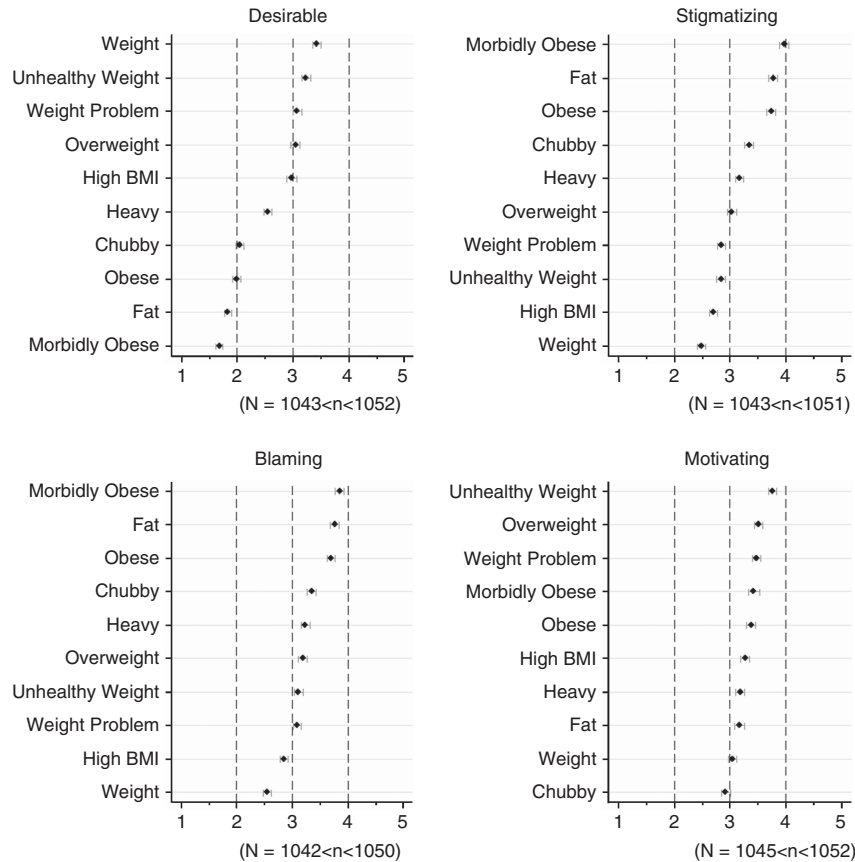 Desirable
Weight
Unhealthy Weight
Weight Problem
Overweight
High BMI
Heavy
Chubby
Obese
Fat
Morbidly Obese
1 2 3 4 5
(N = 1043<n<1052)
Stigmatizing
Morbidly Obese
Fat
Obese
Chubby
Heavy
Overweight
Weight Problem
Unhealthy Weight
High BMI
Weight
1 2 3 4 5
(N = 1043<n<1051)
Blaming
Morbidly Obese
Fat
Obese
Chubby
Heavy
Overweight
Unhealthy Weight
Weight Problem
High BMI
Weight
1 2 3 4 5
(N = 1042<n<1050)
Motivating
Unhealthy Weight
Overweight
Weight Problem
Morbidly Obese
Obese
High BMI
Heavy
Fat
Weight
Chubby
1 2 3 4 5
(N = 1045<n<1052)